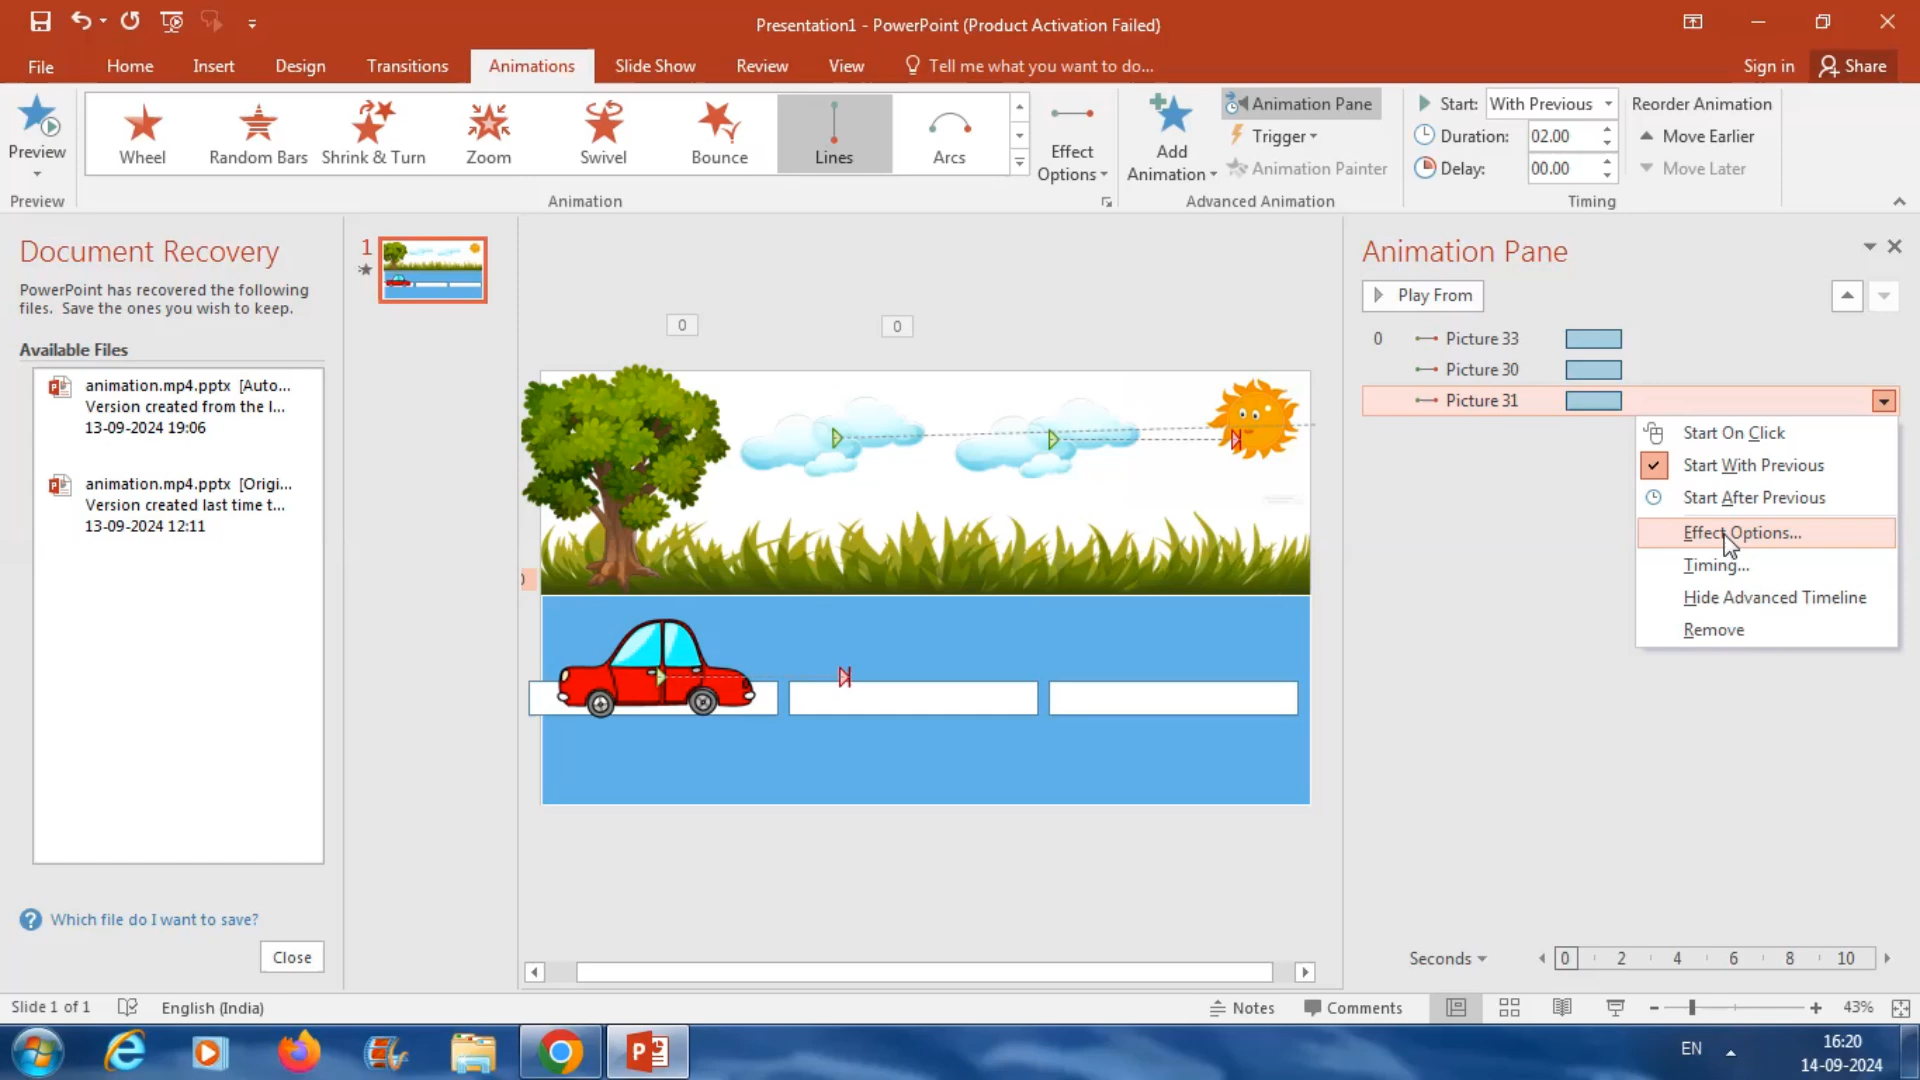 Presentation1 - PowerPoint (Product Activation Failed)
File
Home
Insert
Design
Transitions
Animations
Slide Show
Review
View
Tell me what you want to do...
Sign in
Share
Preview
Wheel
Random Bars
Shrink & Turn
Zoom
Swivel
Bounce
Lines
Arcs
Effect
Options
Add
Animation
Animation Pane
Trigger
Animation Painter
Start: With Previous
Duration: 02.00
Delay: 00.00
Reorder Animation
Move Earlier
Move Later
Preview
Animation
Advanced Animation
Timing
Document Recovery
PowerPoint has recovered the following
files. Save the ones you wish to keep.
Available Files
animation.mp4.pptx [Auto...
Version created from the l...
13-09-2024 19:06
animation.mp4.pptx [Origi...
Version created last time t...
13-09-2024 12:11
Which file do I want to save?
Close
1
0
0
Animation Pane
Play From
0 Picture 33
Picture 30
Picture 31
Start On Click
Start With Previous
Start After Previous
Effect Options...
Timing...
Hide Advanced Timeline
Remove
Seconds
0 2 4 6 8 10
Slide 1 of 1
English (India)
Notes
Comments
43%
EN
16:20
14-09-2024